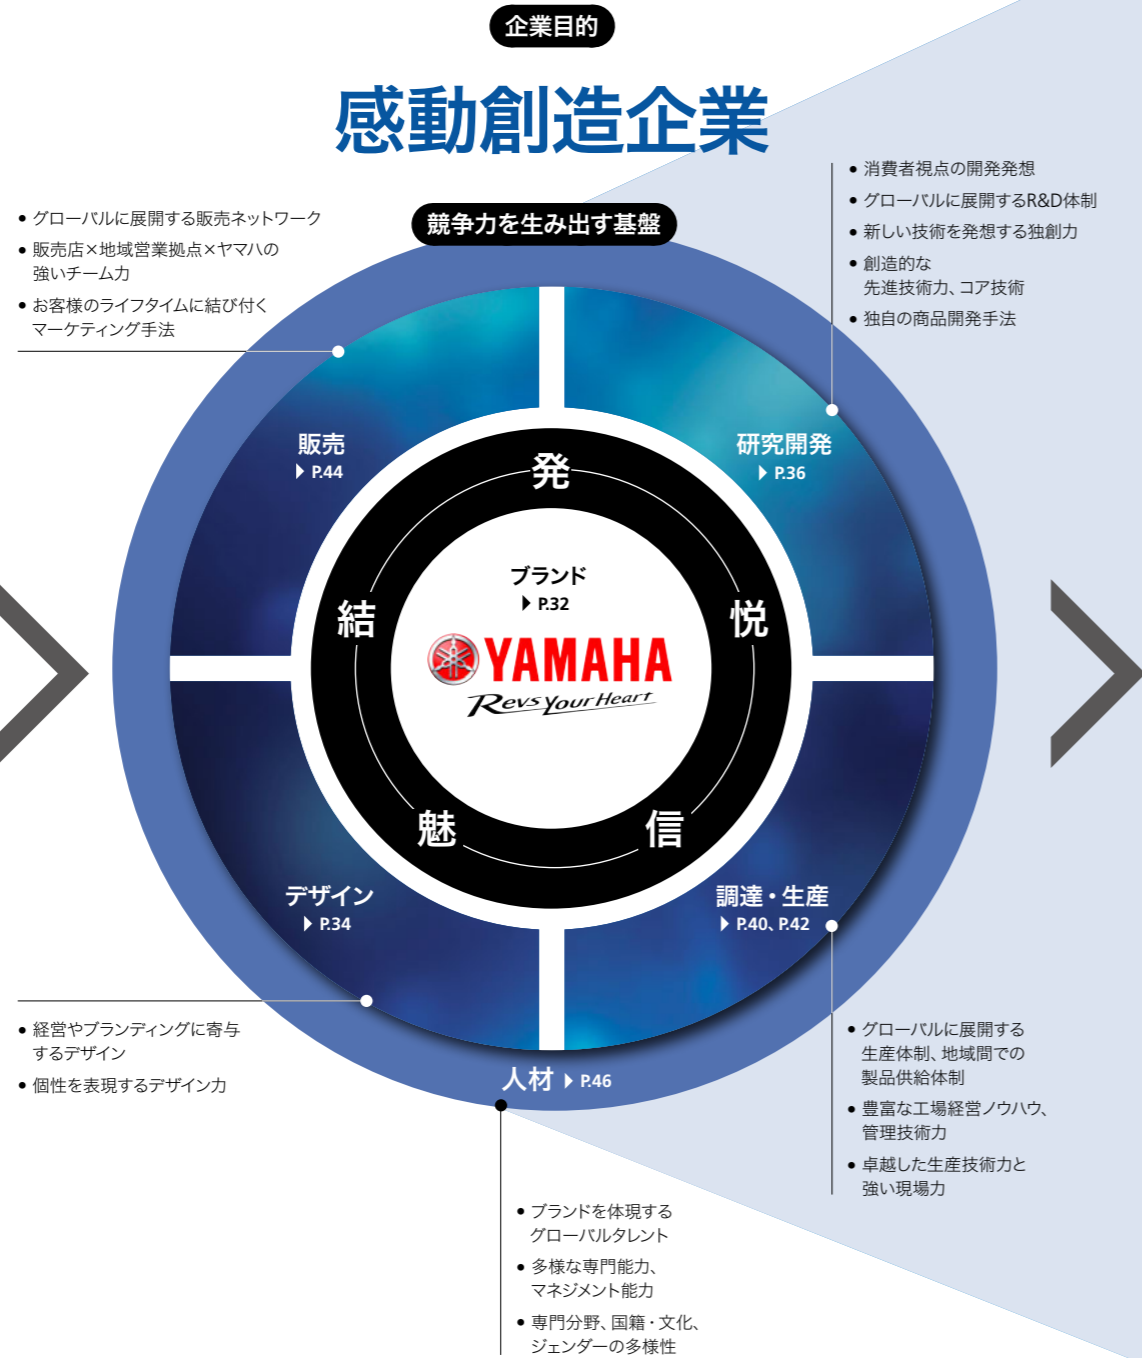 企業目的
感動創造企業
競争力を生み出す基盤
• グローバルに展開する販売ネットワーク
• 販売店×地域営業拠点×ヤマハの
強いチーム力
• お客様のライフタイムに結び付く
マーケティング手法
• 消費者視点の開発発想
• グローバルに展開するR&D体制
• 新しい技術を発想する独創力
• 創造的な
先進技術力、コア技術
• 独自の商品開発手法
販売
▶ P.44
研究開発
▶ P.36
発
悦
信
魅
結
ブランド
▶ P.32
YAMAHA
Revs Your Heart
デザイン
▶ P.34
調達・生産
▶ P.40、P.42
人材 ▶ P.46
• 経営やブランディングに寄与
するデザイン
• 個性を表現するデザイン力
• グローバルに展開する
生産体制、地域間での
製品供給体制
• 豊富な工場経営ノウハウ、
管理技術力
• 卓越した生産技術力と
強い現場力
• ブランドを体現する
グローバルタレント
• 多様な専門能力、
マネジメント能力
• 専門分野、国籍・文化、
ジェンダーの多様性